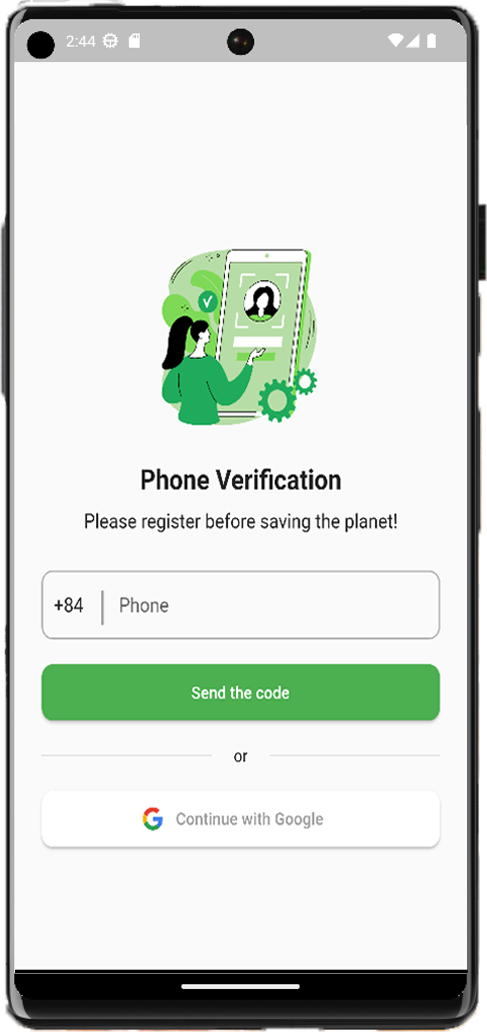 2:44
Phone Verification
Please register before saving the planet!
+84 Phone
Send the code
or
Continue with Google